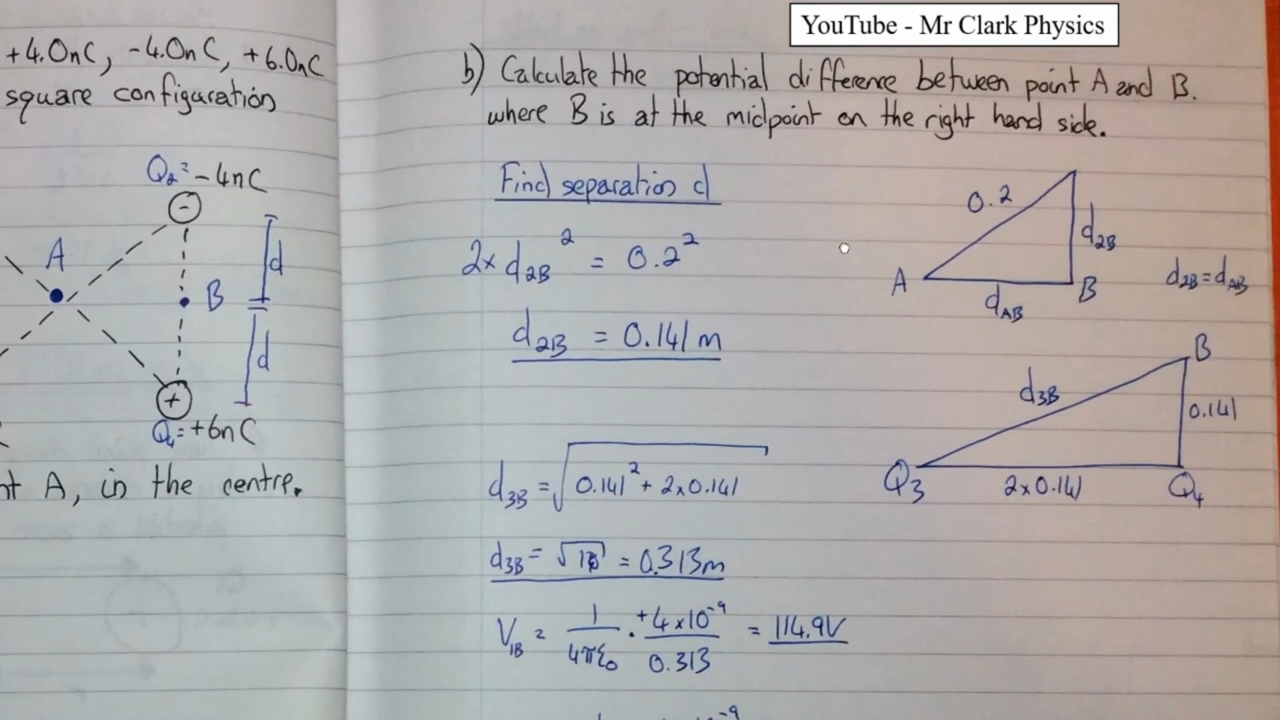 YouTube - Mr Clark Physics
+4.0nC, -4.0nC, +6.0nC
square configuration
Q₂ = -4nC
-
A
B
d
d
+
Q₄ = +6nC
nt A, in the centre.
b) Calculate the potential difference between point A and B.
where B is at the midpoint on the right hand side.
Find separation d
2× d₂B² = 0.2²
d₂B = 0.141m
0.2
d₂B
A
dAB
B
d₂B = dAB
B
d₃B
0.141
Q₃
2×0.141
Q₄
d₃B = √0.141² + 2×0.141
= 0.313m
V₁B = 1/4πε₀ · +4×10⁻⁹/0.313 = 114.9V